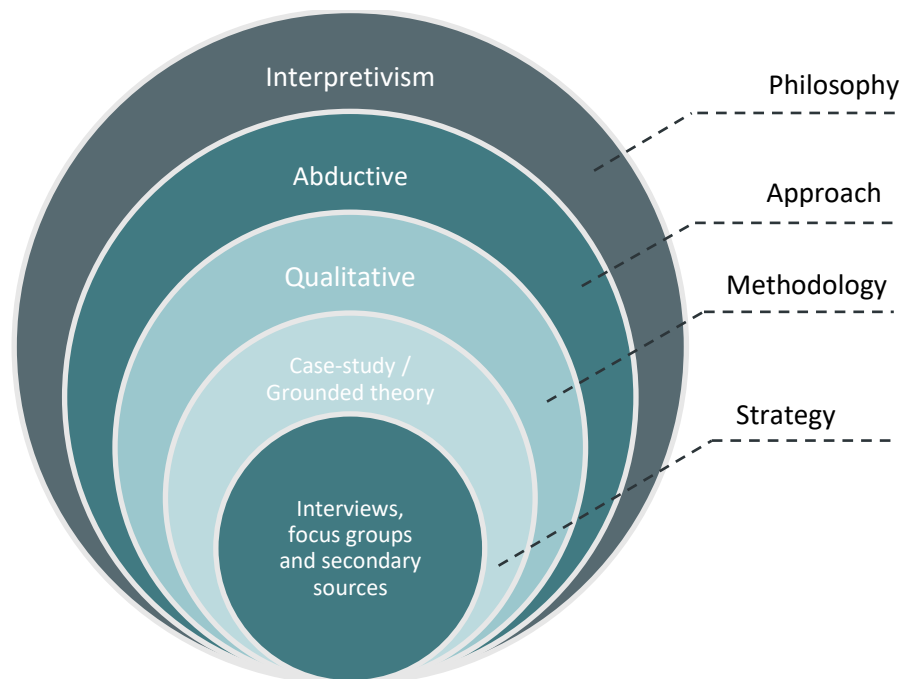 Interpretivism
Philosophy
Abductive
Approach
Qualitative
Methodology
Case-study /
Grounded theory
Strategy
Interviews,
focus groups
and secondary
sources